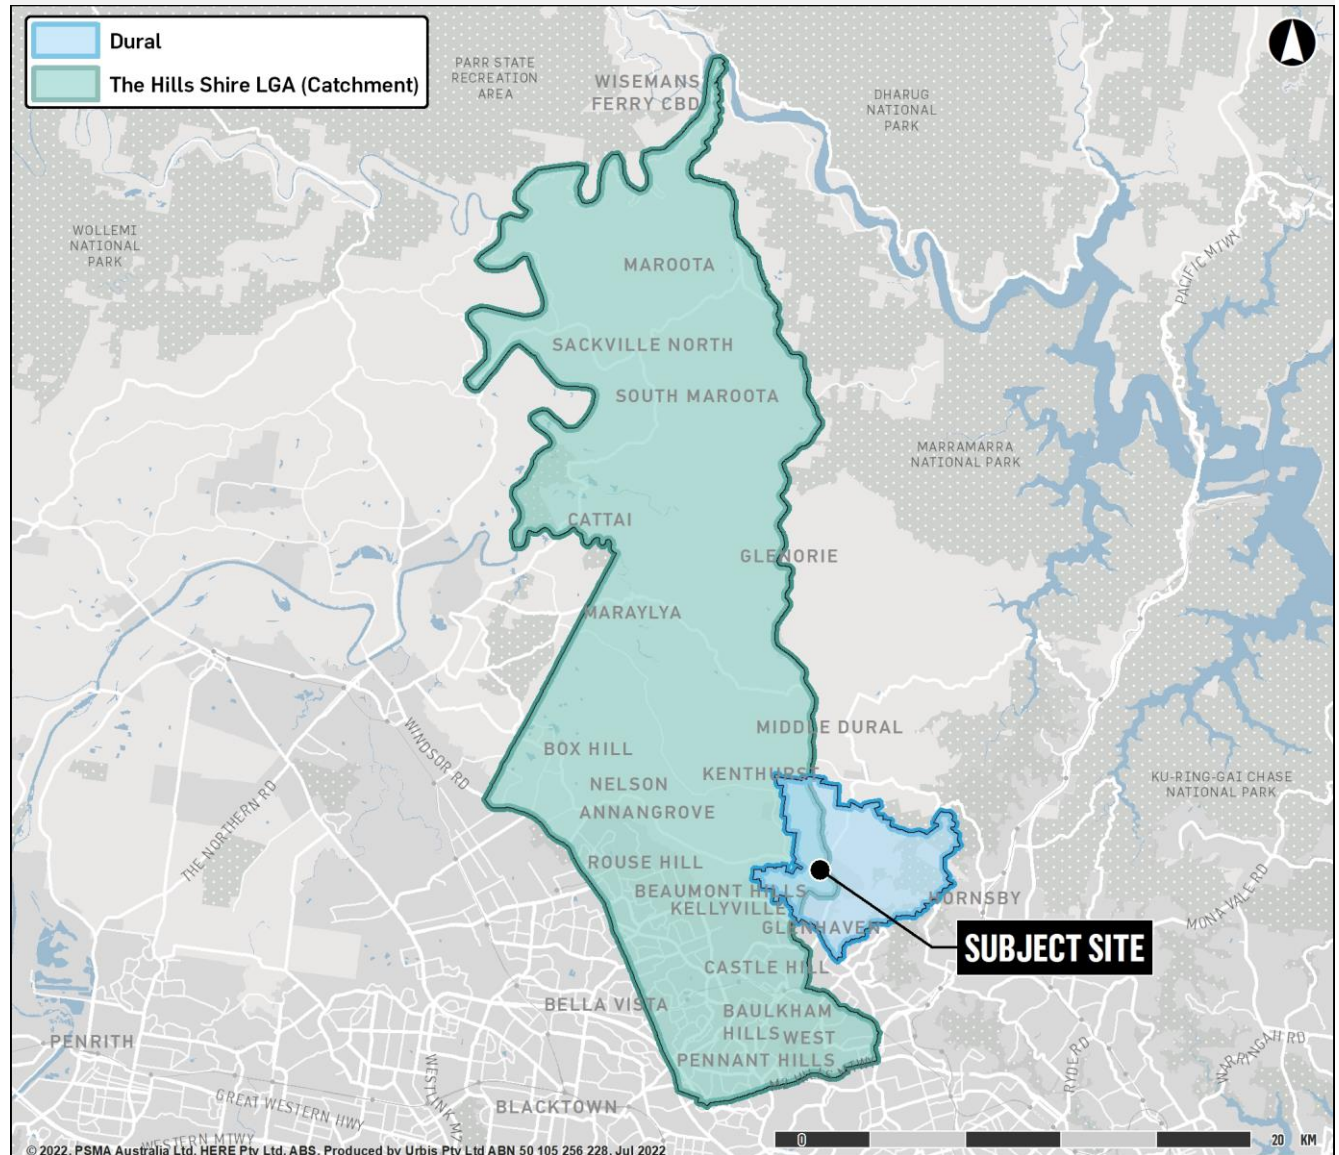 Dural
The Hills Shire LGA (Catchment)
PARR STATE
RECREATION
AREA
WISEMANS
FERRY CBD
DHARUG
NATIONAL
PARK
WOLLEMI
NATIONAL
PARK
MAROOTA
PACIFIC MTWY
SACKVILLE NORTH
SOUTH MAROOTA
MARRAMARRA
NATIONAL PARK
CATTAI
GLENORIE
MARAYLYA
MIDDLE DURAL
WINDSOR RD
BOX HILL
KENTHURST
NELSON
KU-RING-GAI CHASE
NATIONAL PARK
ANNANGROVE
THE NORTHERN RD
ROUSE HILL
BEAUMONT HILLS
KELLYVILLE
HORNSBY
MONA VALE RD
GLENHAVEN
SUBJECT SITE
CASTLE HILL
BELLA VISTA
BAULKHAM
HILLS WEST
PENNANT HILLS
PENRITH
WESTLINK M7
RYDE RD
WARRINGAH RD
GREAT WESTERN HWY
BLACKTOWN
WESTERN MTWY
0 20 KM
© 2022. PSMA Australia Ltd, HERE Pty Ltd, ABS. Produced by Urbis Pty Ltd ABN 50 105 256 228, Jul 2022